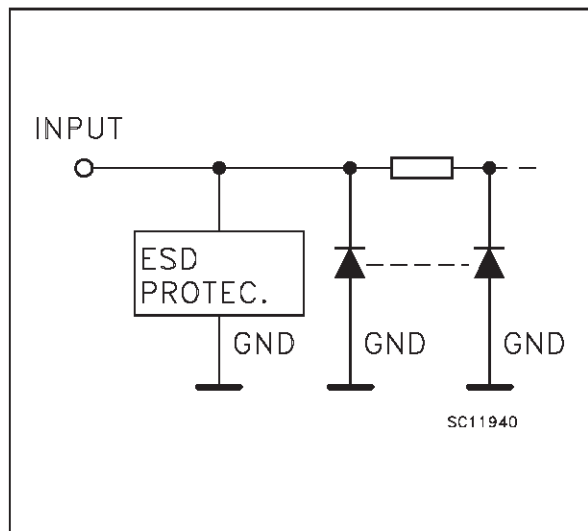 INPUT
ESD
PROTEC.
GND
GND
GND
SC11940